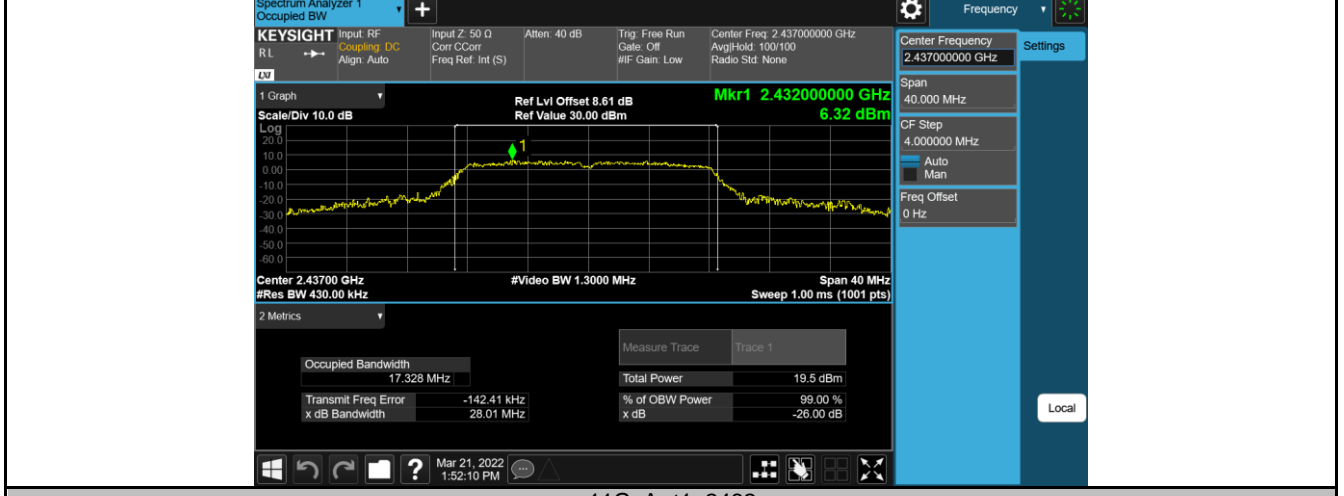 Spectrum Analyzer 1
Occupied BW
Frequency
KEYSIGHT
R L
LXI
Input: RF
Coupling: DC
Align: Auto
Input Z: 50 Ω
Corr CCorr
Freq Ref: Int (S)
Atten: 40 dB
Trig: Free Run
Gate: Off
#IF Gain: Low
Center Freq: 2.437000000 GHz
Avg|Hold: 100/100
Radio Std: None
Center Frequency
2.437000000 GHz
Settings
Span
40.000 MHz
CF Step
4.000000 MHz
Auto
Man
Freq Offset
0 Hz
1 Graph
Scale/Div 10.0 dB
Ref Lvl Offset 8.61 dB
Ref Value 30.00 dBm
Mkr1 2.432000000 GHz
6.32 dBm
Log
20.0
10.0
0.00
-10.0
-20.0
-30.0
-40.0
-50.0
-60.0
1
Center 2.43700 GHz
#Res BW 430.00 kHz
#Video BW 1.3000 MHz
Span 40 MHz
Sweep 1.00 ms (1001 pts)
2 Metrics
Measure Trace Trace 1
Occupied Bandwidth
17.328 MHz
Total Power 19.5 dBm
Transmit Freq Error -142.41 kHz
% of OBW Power 99.00 %
x dB Bandwidth 28.01 MHz
x dB -26.00 dB
Local
?
Mar 21, 2022
1:52:10 PM